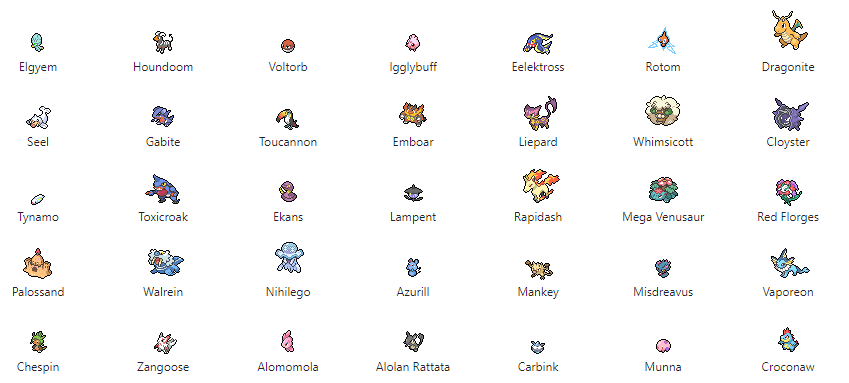 Elgyem Houndoom Voltorb Igglybuff Eelektross Rotom Dragonite
Seel Gabite Toucannon Emboar Liepard Whimsicott Cloyster
Tynamo Toxicroak Ekans Lampent Rapidash Mega Venusaur Red Florges
Palossand Walrein Nihilego Azurill Mankey Misdreavus Vaporeon
Chespin Zangoose Alomomola Alolan Rattata Carbink Munna Croconaw